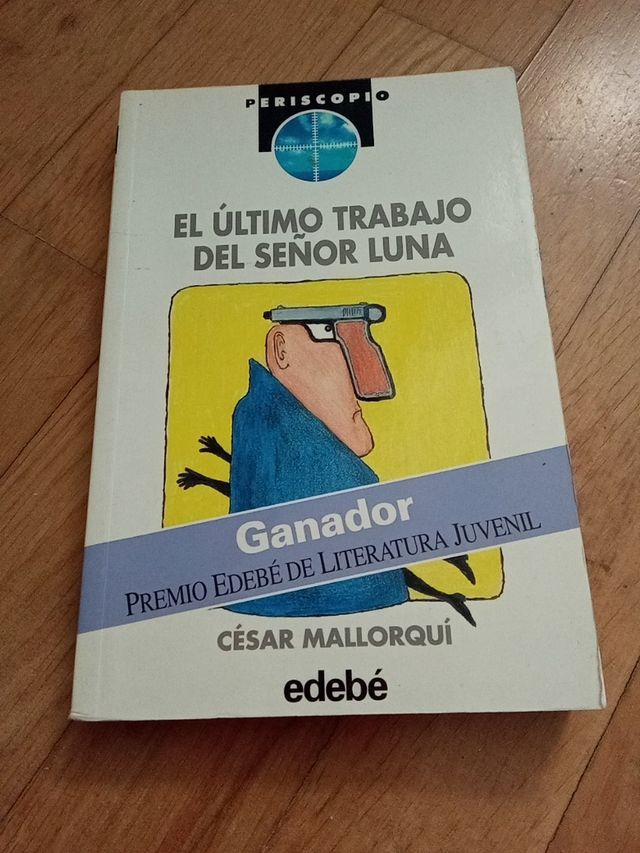 PERISCOPIO
EL ÚLTIMO TRABAJO
DEL SEÑOR LUNA
Ganador
PREMIO EDEBÉ DE LITERATURA JUVENIL
CÉSAR MALLORQUÍ
edebé